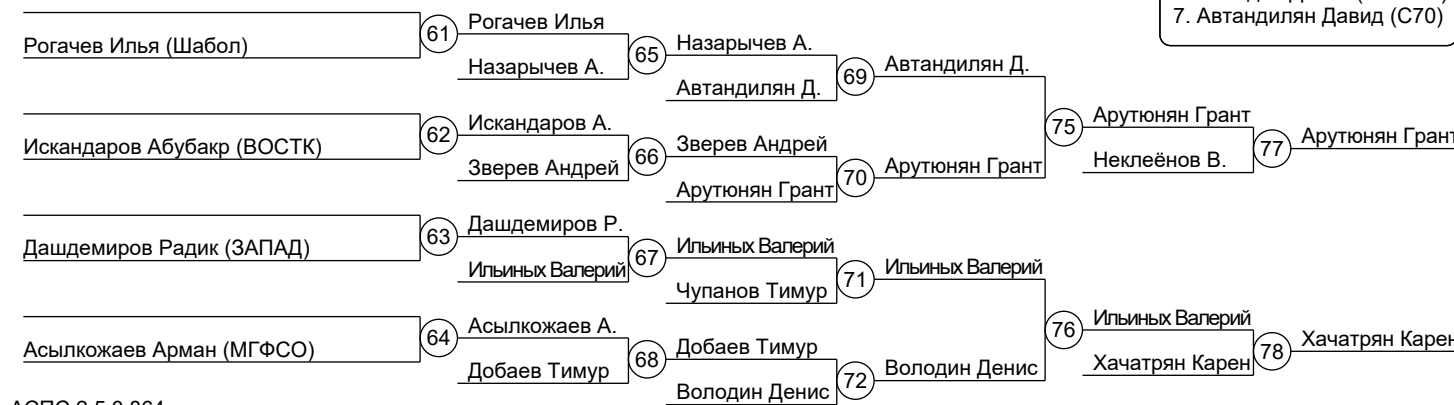 7. Автандилян Давид (С70)
61
Рогачев Илья (Шабол)
Рогачев Илья
Назарычев А.
65
Назарычев А.
Автандилян Д.
69
Автандилян Д.
62
Искандаров Абубакр (ВОСТК)
Искандаров А.
Зверев Андрей
66
Зверев Андрей
Арутюнян Грант
70
Арутюнян Грант
75
Арутюнян Грант
Неклеёнов В.
77
Арутюнян Грант
63
Дашдемиров Радик (ЗАПАД)
Дашдемиров Р.
Ильиных Валерий
67
Ильиных Валерий
Чупанов Тимур
71
Ильиных Валерий
64
Асылкожаев Арман (МГФСО)
Асылкожаев А.
Добаев Тимур
68
Добаев Тимур
Володин Денис
72
Володин Денис
76
Ильиных Валерий
Хачатрян Карен
78
Хачатрян Карен